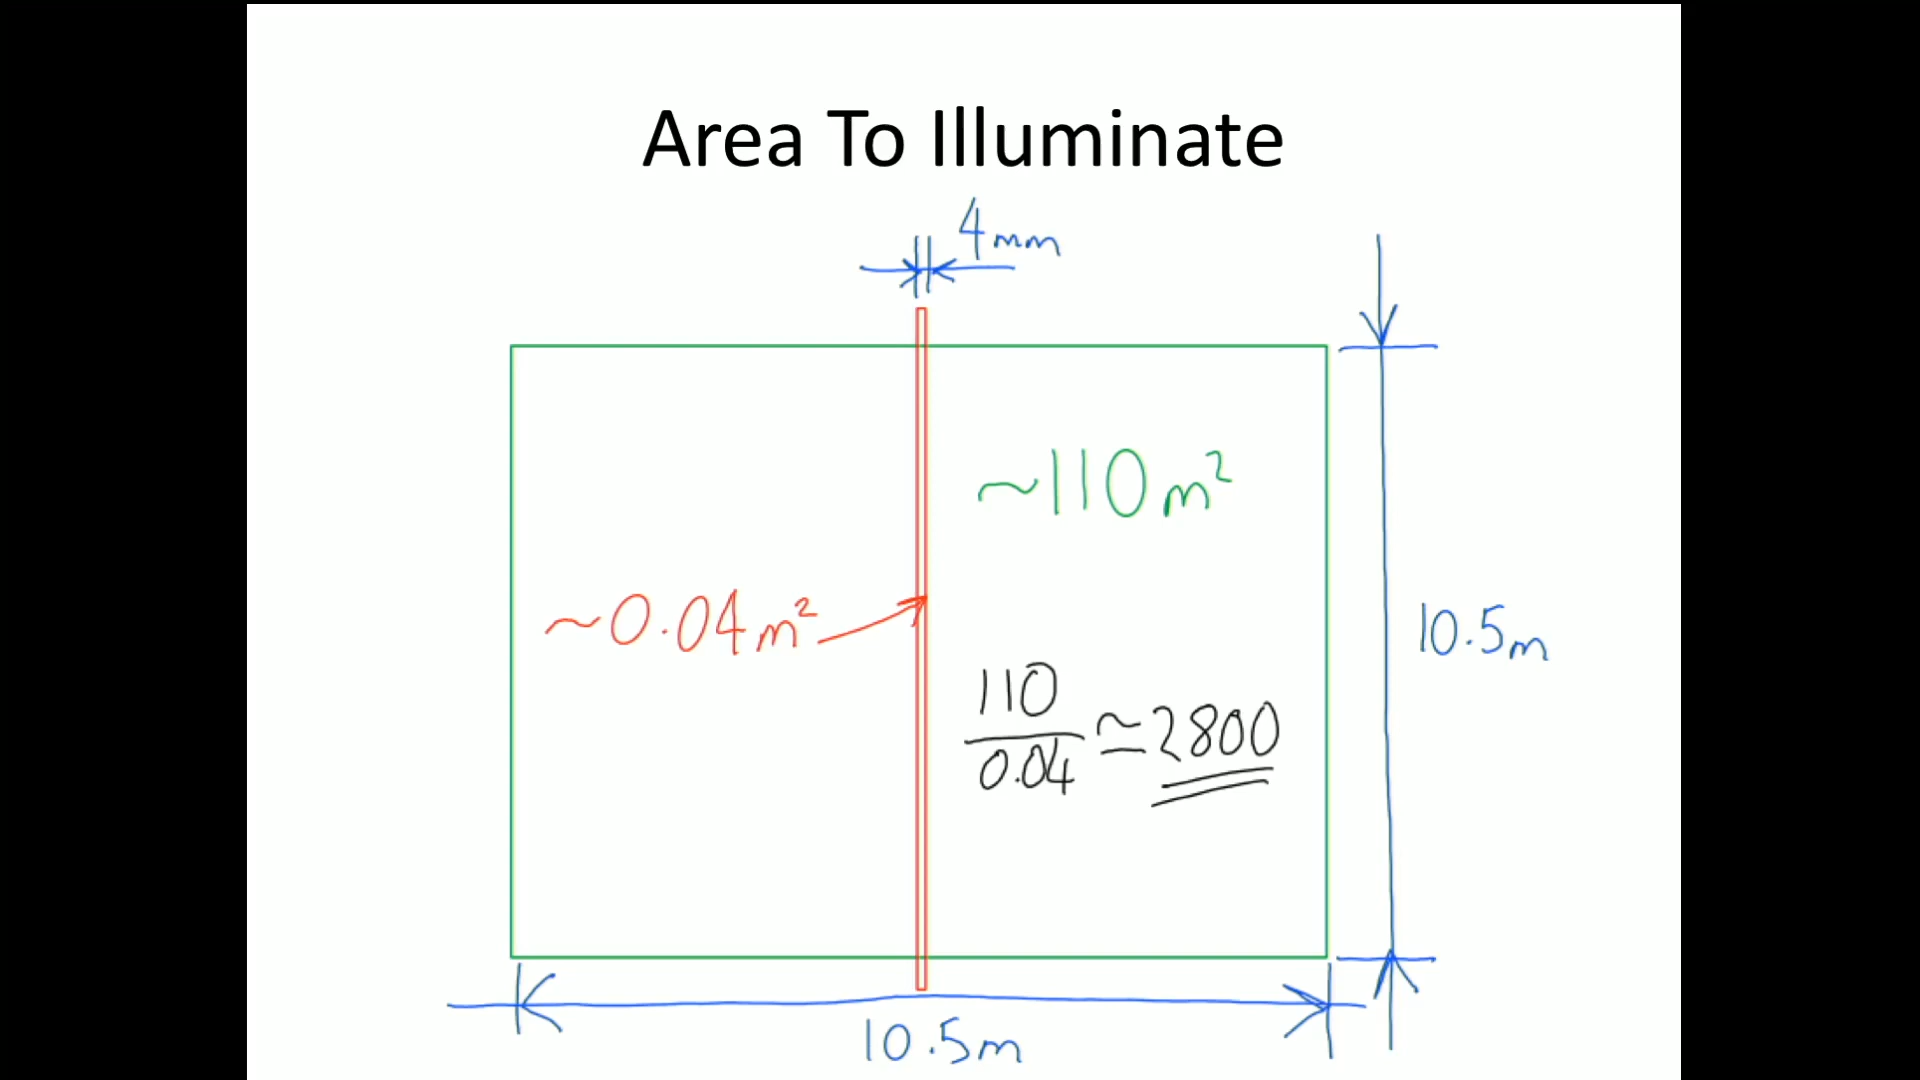 Area To Illuminate
4mm
~110m²
~0.04m²
10.5m
110
0.04
≃2800
10.5m